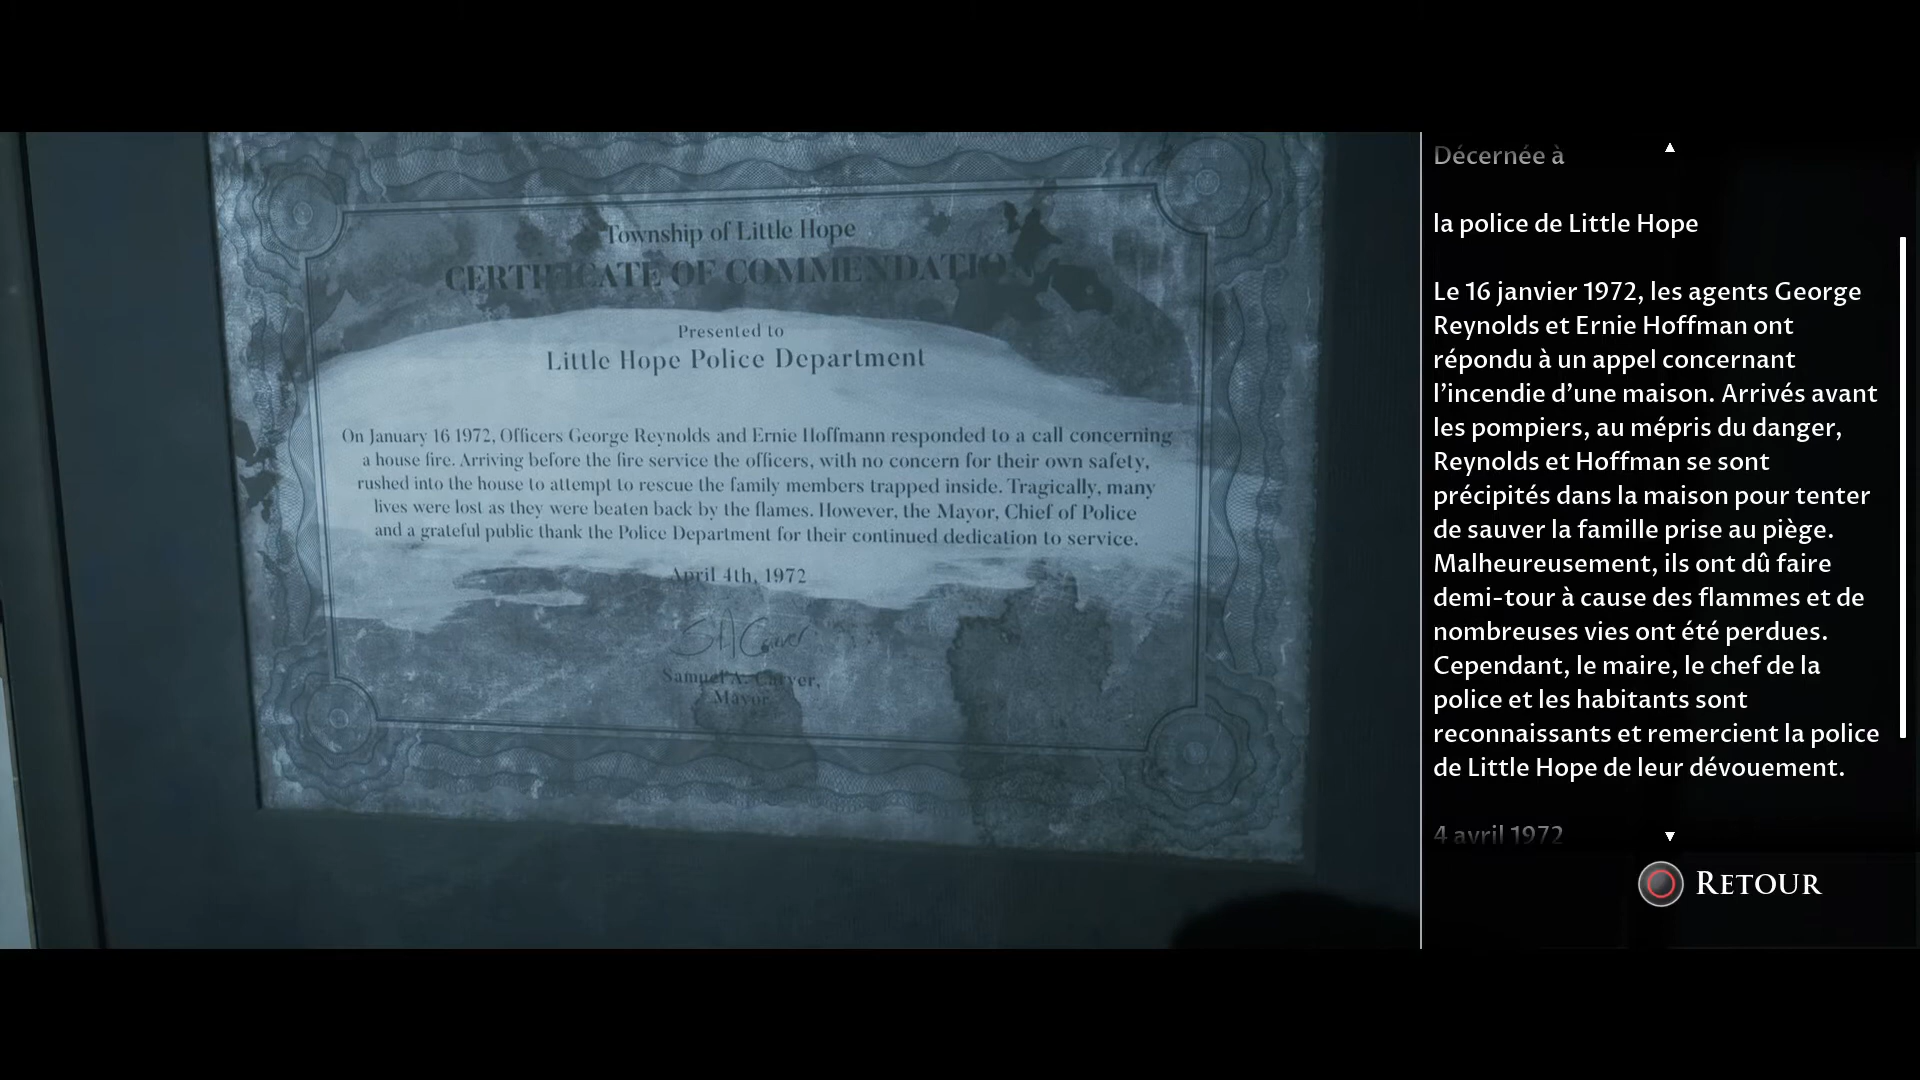 Township of Little Hope
CERTIFICATE OF COMMENDATION
Presented to
Little Hope Police Department
On January 16 1972, Officers George Reynolds and Ernie Hoffmann responded to a call concerning
a house fire. Arriving before the fire service the officers, with no concern for their own safety,
rushed into the house to attempt to rescue the family members trapped inside. Tragically, many
lives were lost as they were beaten back by the flames. However, the Mayor, Chief of Police
and a grateful public thank the Police Department for their continued dedication to service.
April 4th, 1972
Samuel A. Carver,
Mayor
Décernée à
la police de Little Hope
Le 16 janvier 1972, les agents George
Reynolds et Ernie Hoffman ont
répondu à un appel concernant
l’incendie d’une maison. Arrivés avant
les pompiers, au mépris du danger,
Reynolds et Hoffman se sont
précipités dans la maison pour tenter
de sauver la famille prise au piège.
Malheureusement, ils ont dû faire
demi-tour à cause des flammes et de
nombreuses vies ont été perdues.
Cependant, le maire, le chef de la
police et les habitants sont
reconnaissants et remercient la police
de Little Hope de leur dévouement.
4 avril 1972
RETOUR